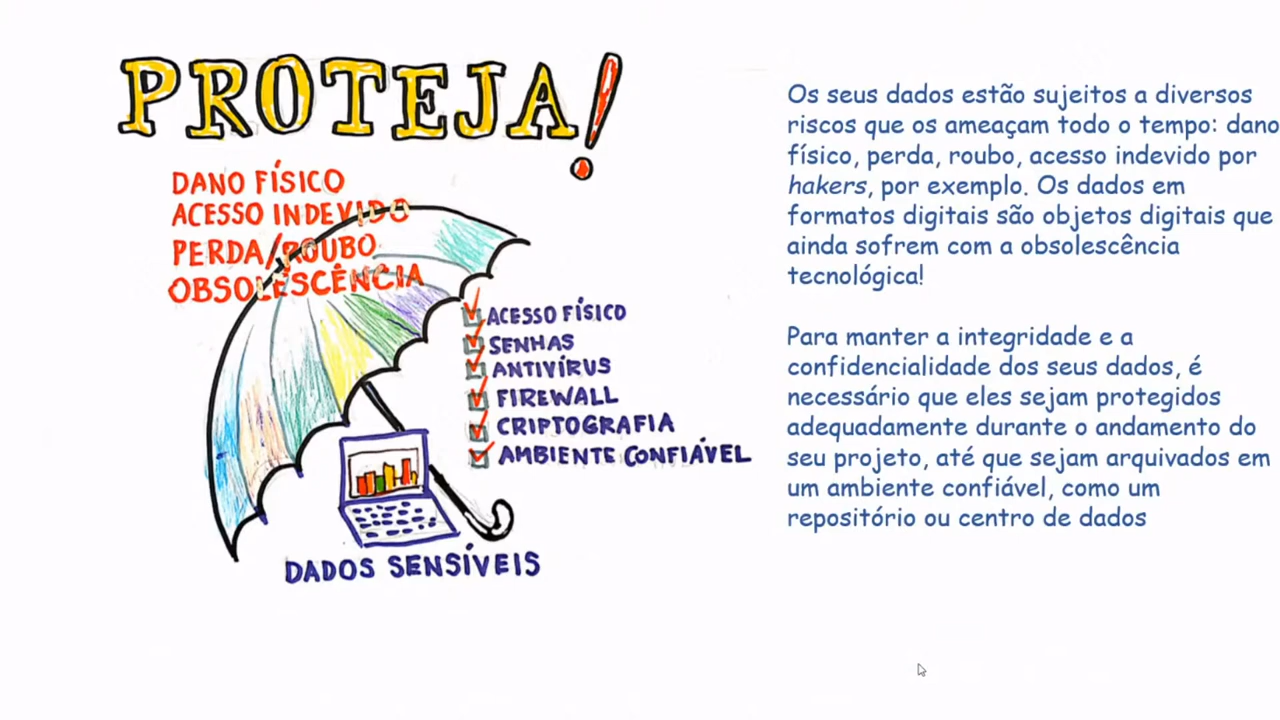 PROTEJA!
DANO FÍSICO
ACESSO INDEVIDO
PERDA/ROUBO
OBSOLESCÊNCIA
ACESSO FÍSICO
SENHAS
ANTIVÍRUS
FIREWALL
CRIPTOGRAFIA
AMBIENTE CONFIÁVEL
DADOS SENSÍVEIS
Os seus dados estão sujeitos a diversos
riscos que os ameaçam todo o tempo: dano
físico, perda, roubo, acesso indevido por
hakers, por exemplo. Os dados em
formatos digitais são objetos digitais que
ainda sofrem com a obsolescência
tecnológica!
Para manter a integridade e a
confidencialidade dos seus dados, é
necessário que eles sejam protegidos
adequadamente durante o andamento do
seu projeto, até que sejam arquivados em
um ambiente confiável, como um
repositório ou centro de dados